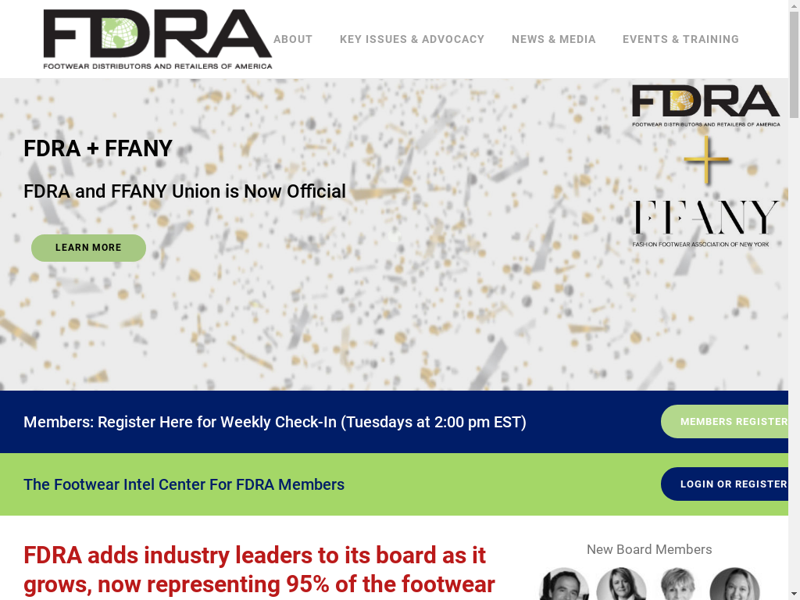 FDRA
FOOTWEAR DISTRIBUTORS AND RETAILERS OF AMERICA
ABOUT
KEY ISSUES & ADVOCACY
NEWS & MEDIA
EVENTS & TRAINING
FDRA + FFANY
FDRA and FFANY Union is Now Official
LEARN MORE
FDRA
FOOTWEAR DISTRIBUTORS AND RETAILERS OF AMERICA
+
FFANY
FASHION FOOTWEAR ASSOCIATION OF NEW YORK
Members: Register Here for Weekly Check-In (Tuesdays at 2:00 pm EST)
MEMBERS REGISTER
The Footwear Intel Center For FDRA Members
LOGIN OR REGISTER
FDRA adds industry leaders to its board as it
grows, now representing 95% of the footwear
New Board Members